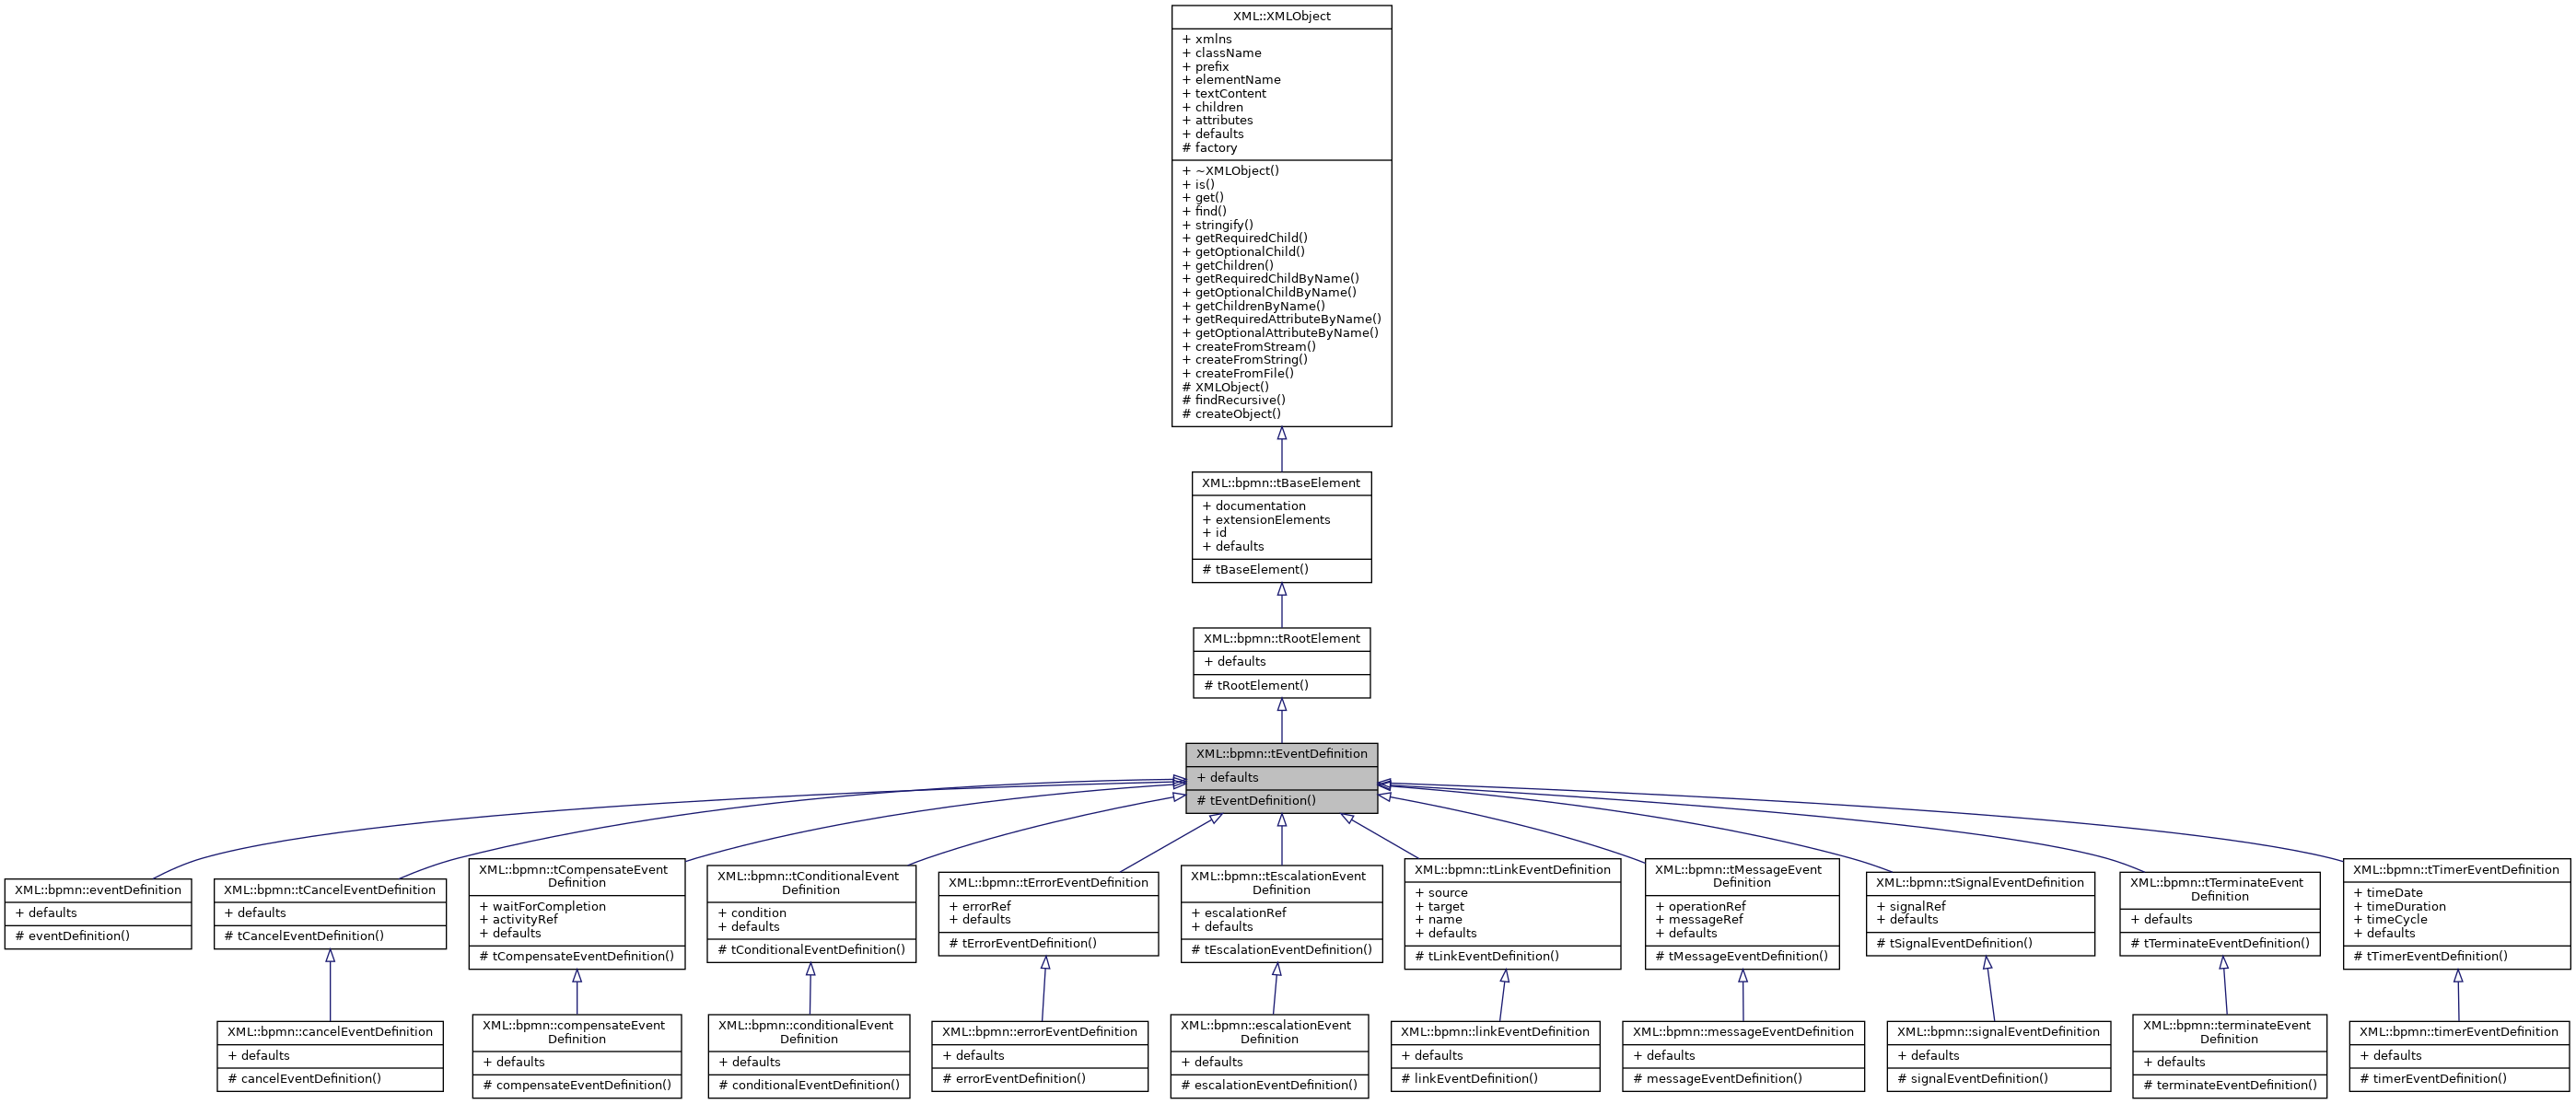 XML::XMLObject
+ xmlns
+ className
+ prefix
+ elementName
+ textContent
+ children
+ attributes
+ defaults
# factory
+ ~XMLObject()
+ is()
+ get()
+ find()
+ stringify()
+ getRequiredChild()
+ getOptionalChild()
+ getChildren()
+ getRequiredChildByName()
+ getOptionalChildByName()
+ getChildrenByName()
+ getRequiredAttributeByName()
+ getOptionalAttributeByName()
+ createFromStream()
+ createFromString()
+ createFromFile()
# XMLObject()
# findRecursive()
# createObject()
XML::bpmn::tBaseElement
+ documentation
+ extensionElements
+ id
+ defaults
# tBaseElement()
XML::bpmn::tRootElement
+ defaults
# tRootElement()
XML::bpmn::tEventDefinition
+ defaults
# tEventDefinition()
XML::bpmn::eventDefinition
+ defaults
# eventDefinition()
XML::bpmn::tCancelEventDefinition
+ defaults
# tCancelEventDefinition()
XML::bpmn::tCompensateEvent
Definition
+ waitForCompletion
+ activityRef
+ defaults
# tCompensateEventDefinition()
XML::bpmn::tConditionalEvent
Definition
+ condition
+ defaults
# tConditionalEventDefinition()
XML::bpmn::tErrorEventDefinition
+ errorRef
+ defaults
# tErrorEventDefinition()
XML::bpmn::tEscalationEvent
Definition
+ escalationRef
+ defaults
# tEscalationEventDefinition()
XML::bpmn::tLinkEventDefinition
+ source
+ target
+ name
+ defaults
# tLinkEventDefinition()
XML::bpmn::tMessageEvent
Definition
+ operationRef
+ messageRef
+ defaults
# tMessageEventDefinition()
XML::bpmn::tSignalEventDefinition
+ signalRef
+ defaults
# tSignalEventDefinition()
XML::bpmn::tTerminateEvent
Definition
+ defaults
# tTerminateEventDefinition()
XML::bpmn::tTimerEventDefinition
+ timeDate
+ timeDuration
+ timeCycle
+ defaults
# tTimerEventDefinition()
XML::bpmn::cancelEventDefinition
+ defaults
# cancelEventDefinition()
XML::bpmn::compensateEvent
Definition
+ defaults
# compensateEventDefinition()
XML::bpmn::conditionalEvent
Definition
+ defaults
# conditionalEventDefinition()
XML::bpmn::errorEventDefinition
+ defaults
# errorEventDefinition()
XML::bpmn::escalationEvent
Definition
+ defaults
# escalationEventDefinition()
XML::bpmn::linkEventDefinition
+ defaults
# linkEventDefinition()
XML::bpmn::messageEventDefinition
+ defaults
# messageEventDefinition()
XML::bpmn::signalEventDefinition
+ defaults
# signalEventDefinition()
XML::bpmn::terminateEvent
Definition
+ defaults
# terminateEventDefinition()
XML::bpmn::timerEventDefinition
+ defaults
# timerEventDefinition()